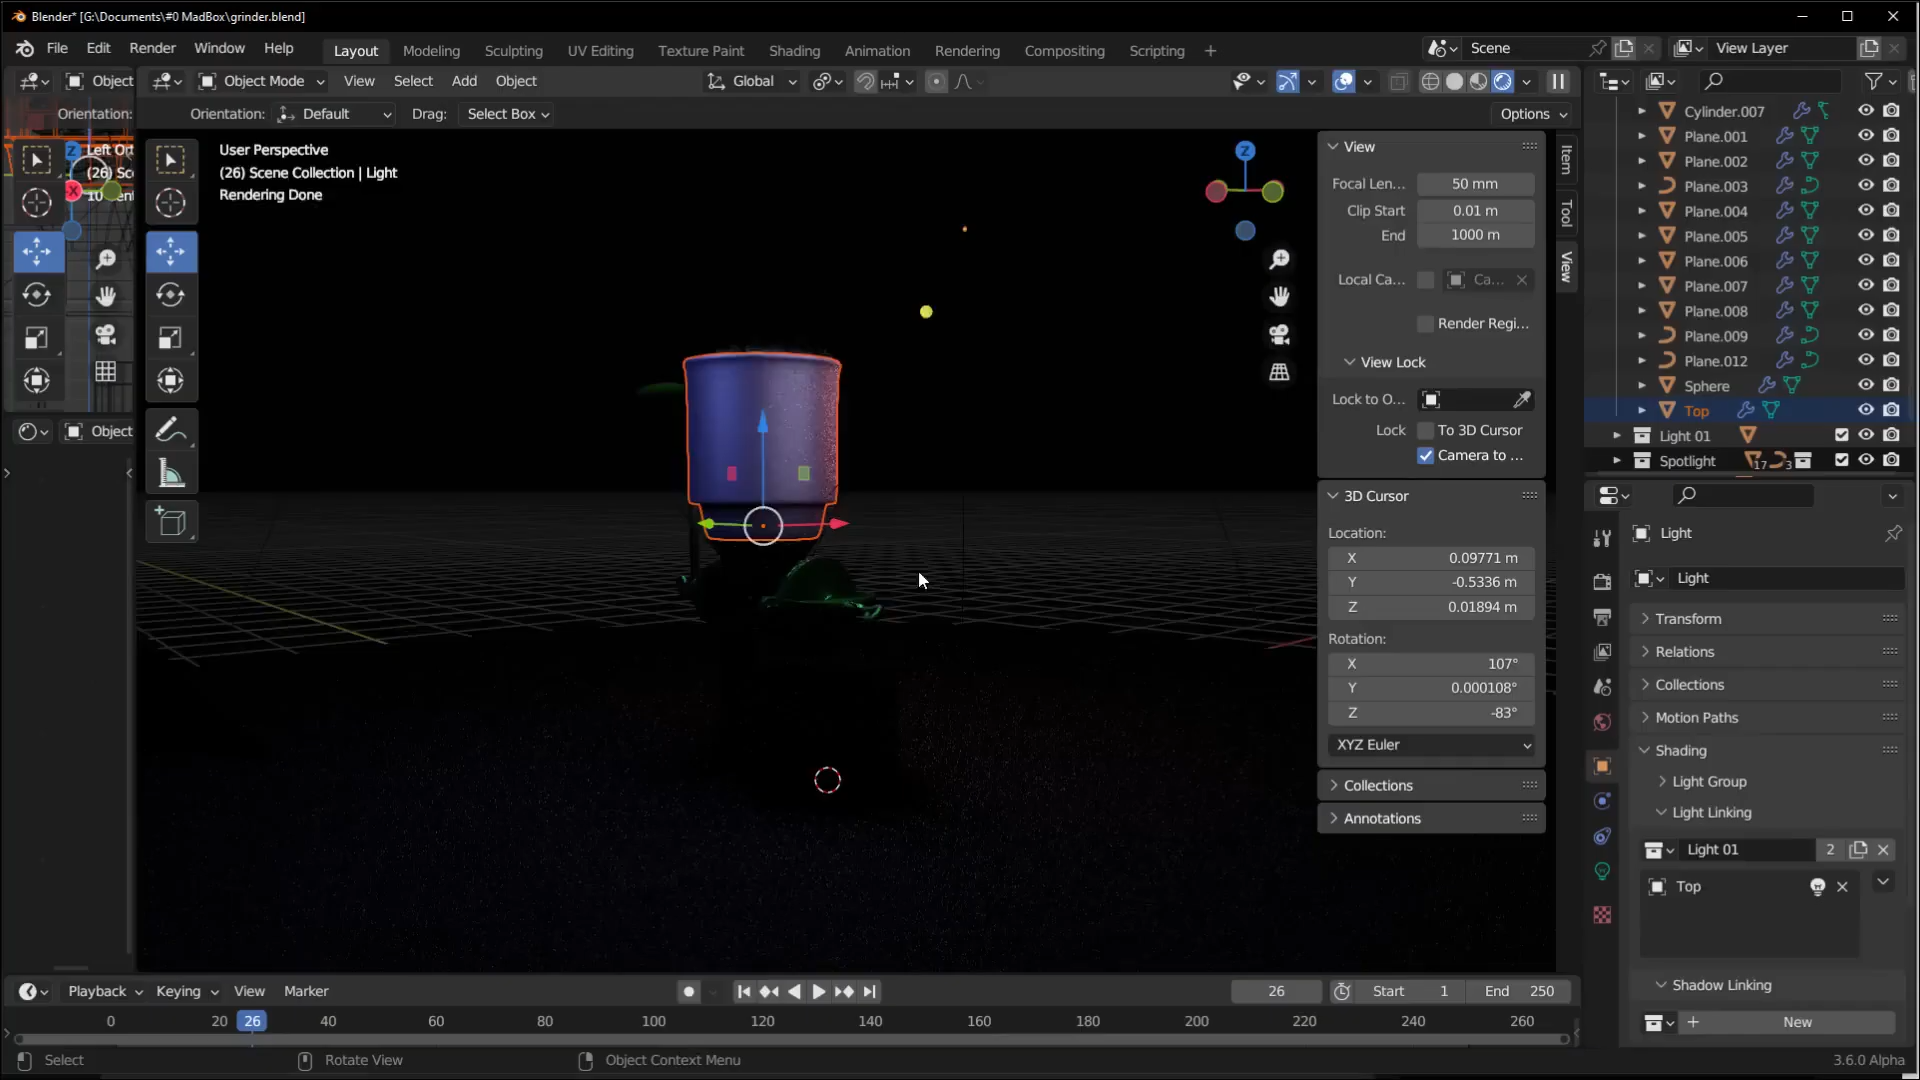 Blender* [G:\Documents\#0 MadBox\grinder.blend]
File Edit Render Window Help
Layout Modeling Sculpting UV Editing Texture Paint Shading Animation Rendering Compositing Scripting
Scene
View Layer
Object
Object Mode View Select Add Object
Global
Orientation:
Orientation: Default Drag: Select Box
Options
Left Ort
(26) Sc
User Perspective
(26) Scene Collection | Light
Rendering Done
Z
X
Z
View
Focal Len... 50 mm
Clip Start 0.01 m
End 1000 m
Local Ca... Ca...
Render Regi...
View Lock
Lock to O...
Lock To 3D Cursor
Camera to ...
3D Cursor
Location:
X 0.09771 m
Y -0.5336 m
Z 0.01894 m
Rotation:
X 107°
Y 0.000108°
Z -83°
XYZ Euler
Collections
Annotations
Item
Tool
View
Cylinder.007
Plane.001
Plane.002
Plane.003
Plane.004
Plane.005
Plane.006
Plane.007
Plane.008
Plane.009
Plane.012
Sphere
Top
Light 01
Spotlight 17 3
Light
Light
Transform
Relations
Collections
Motion Paths
Shading
Light Group
Light Linking
Light 01 2
Top
Shadow Linking
New
Object
Playback Keying View Marker
26 Start 1 End 250
0 20 26 40 60 80 100 120 140 160 180 200 220 240 260
Select Rotate View Object Context Menu
3.6.0 Alpha